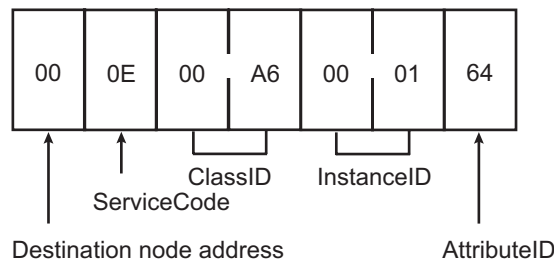 00 0E 00 A6 00 01 64
ClassID InstanceID
ServiceCode
Destination node address AttributeID